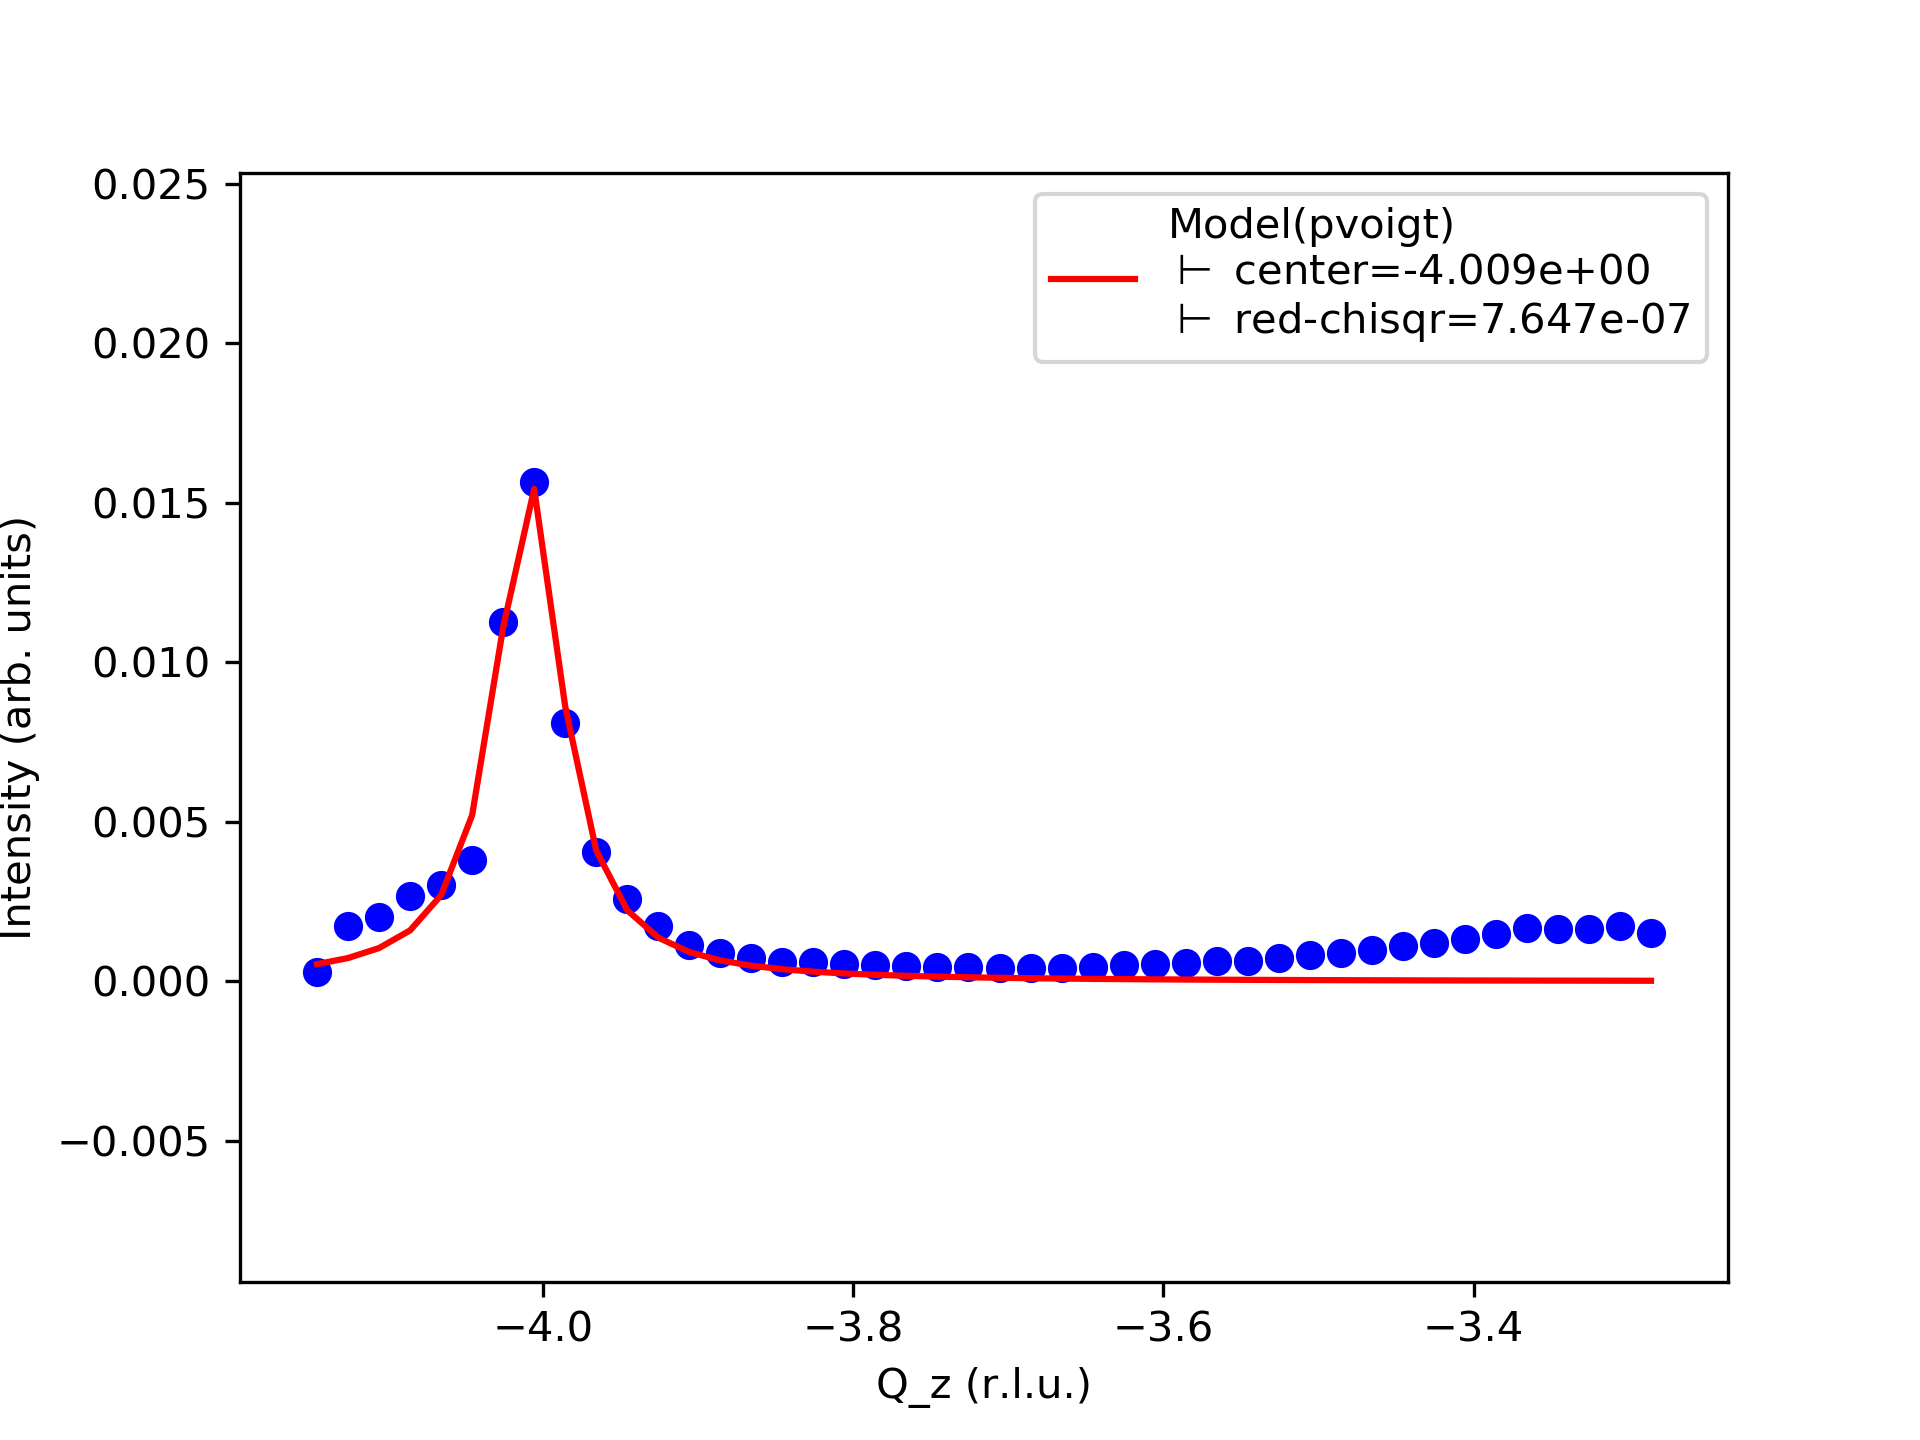 0.025
0.020
0.015
0.010
0.005
0.000
−0.005
Intensity (arb. units)
Model(pvoigt)
⊢ center=-4.009e+00
⊢ red-chisqr=7.647e-07
−4.0
−3.8
−3.6
−3.4
Q_z (r.l.u.)